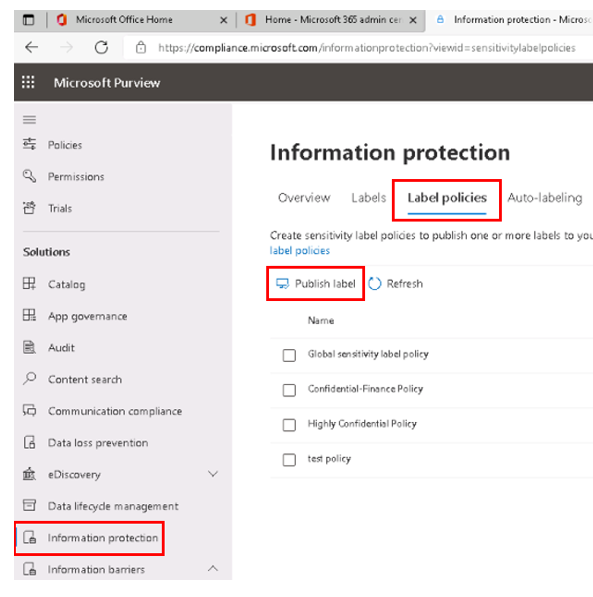 Microsoft Office Home
Home - Microsoft 365 admin cen
Information protection - Micros
https://compliance.microsoft.com/informationprotection?viewid=sensitivitylabelpolicies
Microsoft Purview
Policies
Permissions
Trials
Solutions
Catalog
App governance
Audit
Content search
Communication compliance
Data loss prevention
eDiscovery
Data lifecycle management
Information protection
Information barriers
Information protection
Overview Labels Label policies Auto-labeling
Create sensitivity label policies to publish one or more labels to you
label policies
Publish label Refresh
Name
Global sensitivity label policy
Confidential-Finance Policy
Highly Confidential Policy
test policy